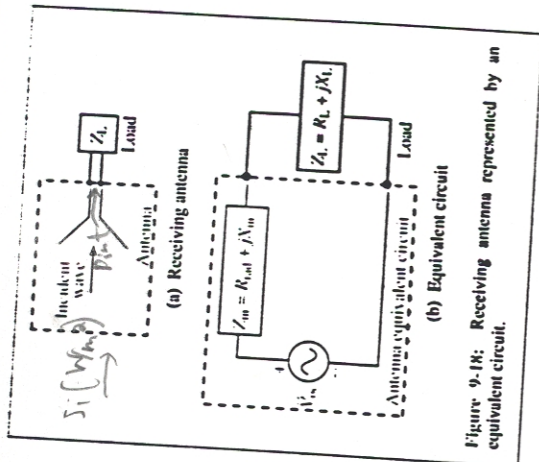 Si (W/m²)
Incident
wave
Pint
Antenna
Z_L
Load
(a) Receiving antenna
Z_in = R_rad + jX_in
Ṽ_oc
+
Antenna equivalent circuit
Z_L = R_L + jX_L
Load
(b) Equivalent circuit
Figure 9-18: Receiving antenna represented by an
equivalent circuit.